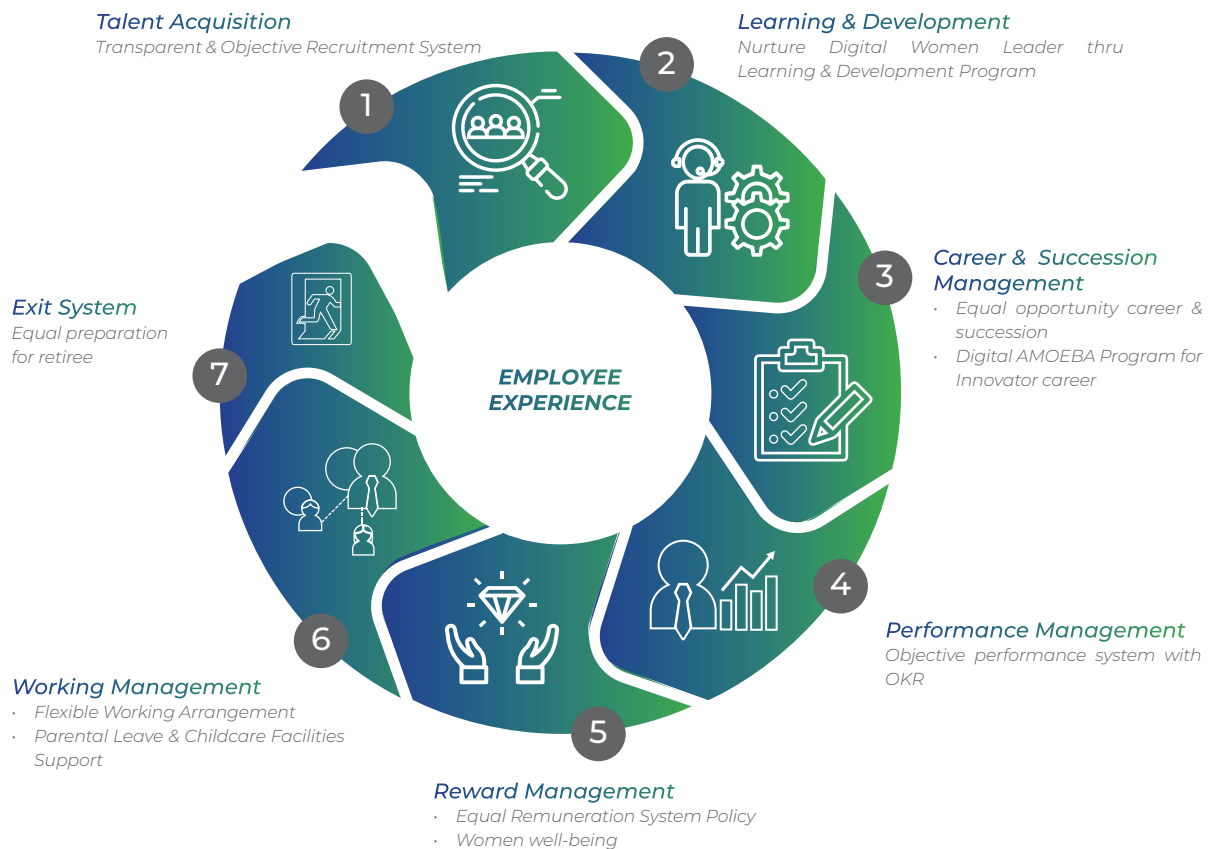 Talent Acquisition
Transparent & Objective Recruitment System
1
Learning & Development
Nurture Digital Women Leader thru
Learning & Development Program
2
Career & Succession
Management
• Equal opportunity career &
succession
• Digital AMOEBA Program for
Innovator career
3
Performance Management
Objective performance system with
OKR
4
Reward Management
• Equal Remuneration System Policy
• Women well-being
5
Working Management
• Flexible Working Arrangement
• Parental Leave & Childcare Facilities
Support
6
Exit System
Equal preparation
for retiree
7
EMPLOYEE
EXPERIENCE